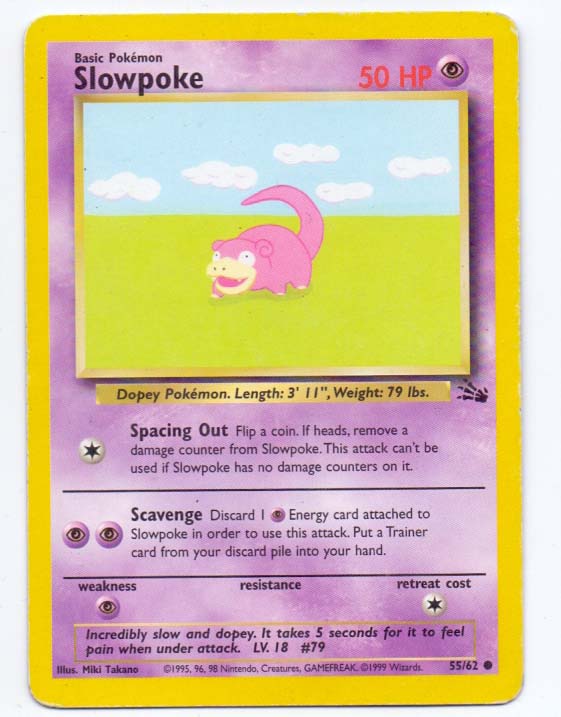 Basic Pokémon
Slowpoke
50 HP
Dopey Pokémon. Length: 3' 11", Weight: 79 lbs.
Spacing Out Flip a coin. If heads, remove a
damage counter from Slowpoke. This attack can't be
used if Slowpoke has no damage counters on it.
Scavenge Discard 1 Energy card attached to
Slowpoke in order to use this attack. Put a Trainer
card from your discard pile into your hand.
weakness
resistance
retreat cost
Incredibly slow and dopey. It takes 5 seconds for it to feel
pain when under attack. LV. 18 #79
Illus. Miki Takano ©1995, 96, 98 Nintendo, Creatures, GAMEFREAK. ©1999 Wizards. 55/62